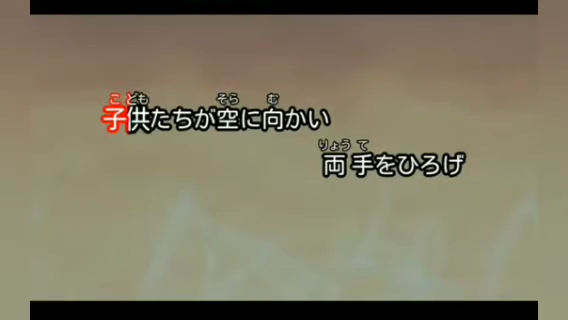 こ ども そら む
子供たちが空に向かい
りょう て
両手をひろげ